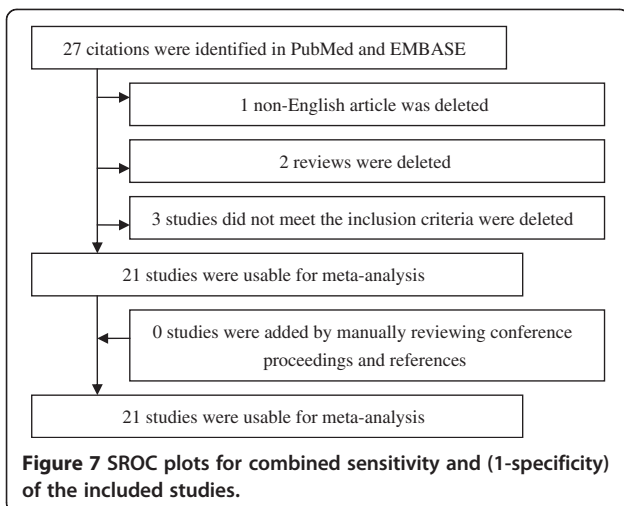 27 citations were identified in PubMed and EMBASE
1 non-English article was deleted
2 reviews were deleted
3 studies did not meet the inclusion criteria were deleted
21 studies were usable for meta-analysis
0 studies were added by manually reviewing conference
proceedings and references
21 studies were usable for meta-analysis
Figure 7 SROC plots for combined sensitivity and (1-specificity)
of the included studies.